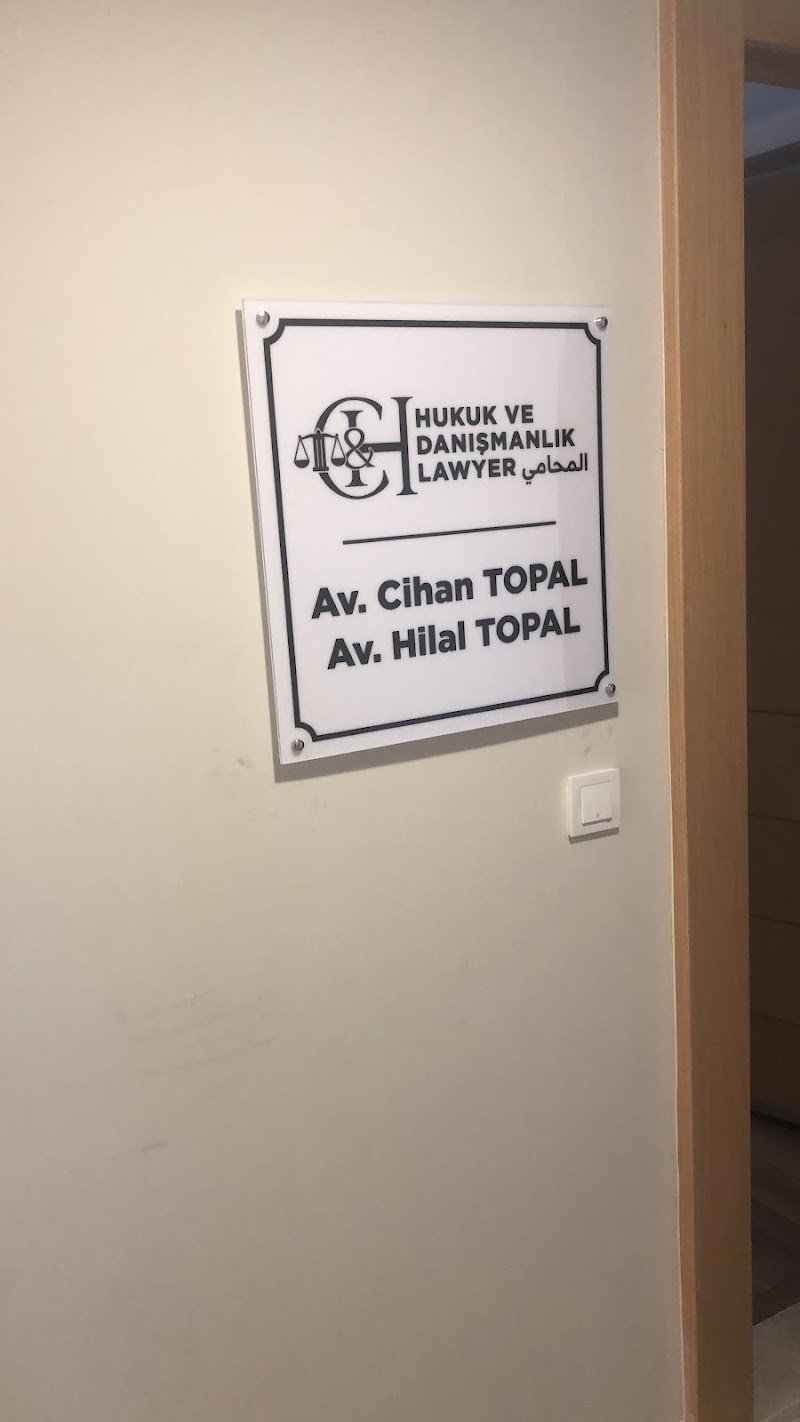 C&H
HUKUK VE
DANIŞMANLIK
LAWYER المحامي
Av. Cihan TOPAL
Av. Hilal TOPAL